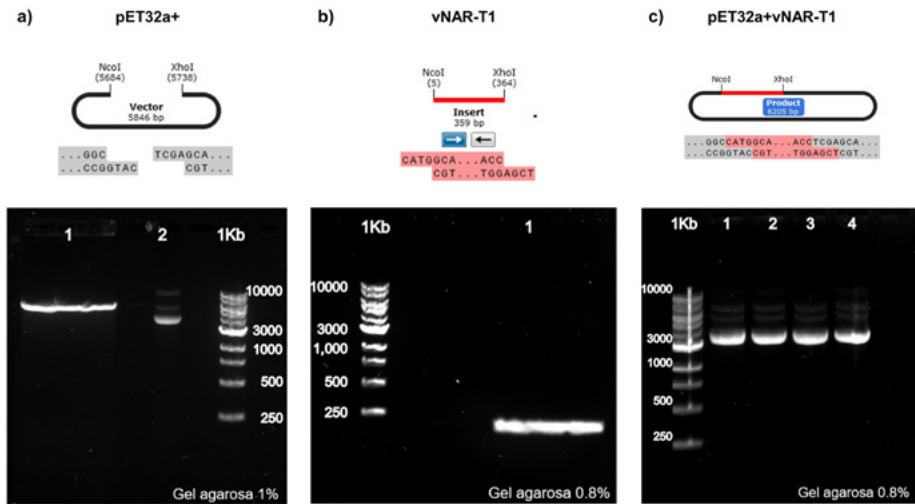 a) pET32a+
NcoI XhoI
(5684) (5738)
Vector
5846 bp
...GGC TCGAGCA...
...CCGGTAC CGT...
1 2 1Kb
10000
3000
1000
500
250
Gel agarosa 1%
b) vNAR-T1
NcoI XhoI
(5) (364)
Insert
359 bp
CATGGCA...ACC
CGT...TGGAGCT
1Kb 1
10000
3000
1,000
500
250
Gel agarosa 0.8%
c) pET32a+vNAR-T1
NcoI XhoI
Product
6205 bp
...GGCCATGGCA...ACCTCGAGCA...
...CCGGTACCGT...TGGAGCTCGT...
1Kb 1 2 3 4
10000
3000
1000
500
250
Gel agarosa 0.8%